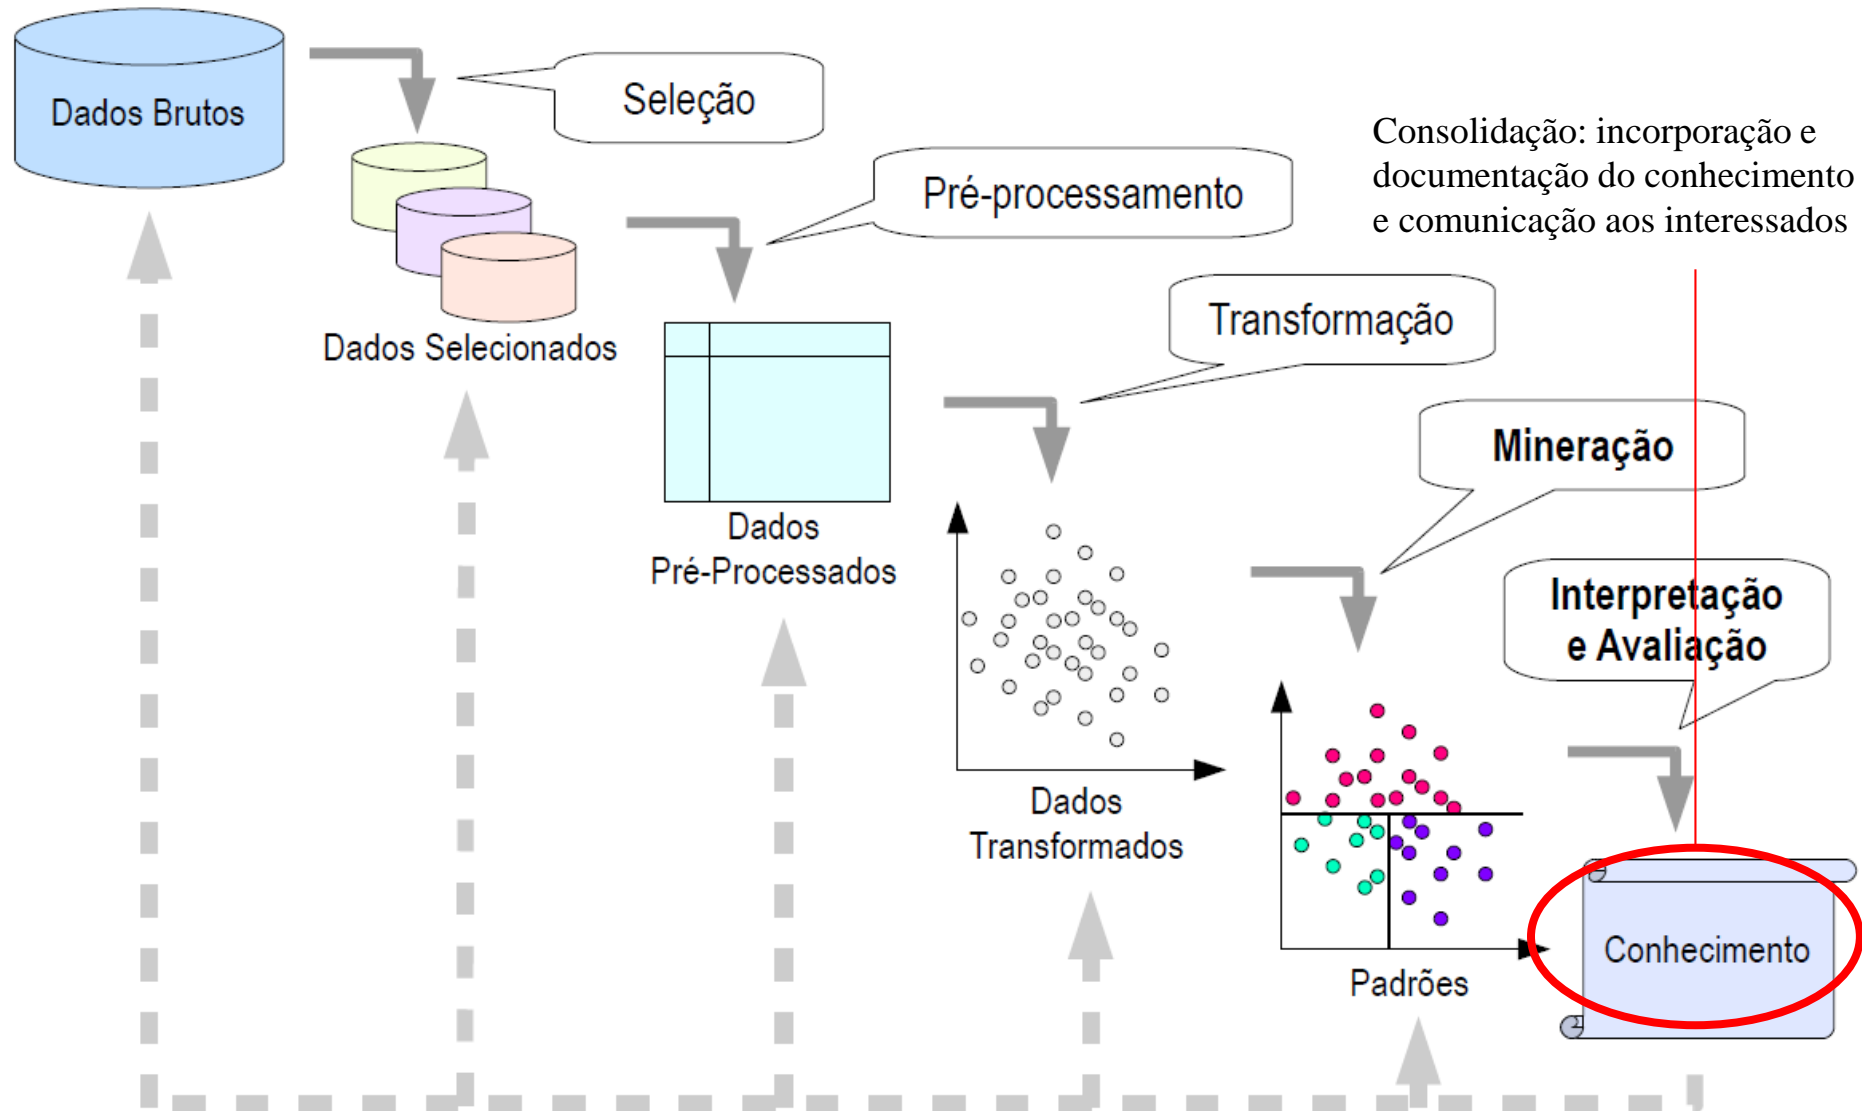 Dados Brutos
Seleção
Consolidação: incorporação e
documentação do conhecimento
e comunicação aos interessados
Pré-processamento
Dados Selecionados
Transformação
Dados
Pré-Processados
Mineração
Interpretação
e Avaliação
Dados
Transformados
Padrões
Conhecimento